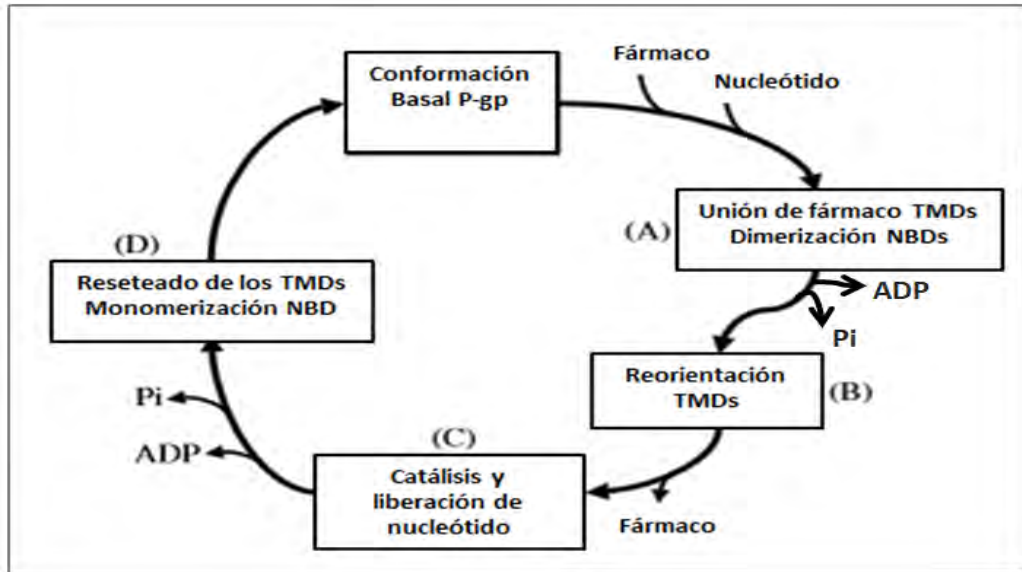 Conformación
Basal P-gp
Fármaco
Nucleótido
(A)
Unión de fármaco TMDs
Dimerización NBDs
ADP
Pi
Reorientación
TMDs
(B)
Fármaco
(C)
Catálisis y
liberación de
nucleótido
ADP
Pi
(D)
Reseteado de los TMDs
Monomerización NBD